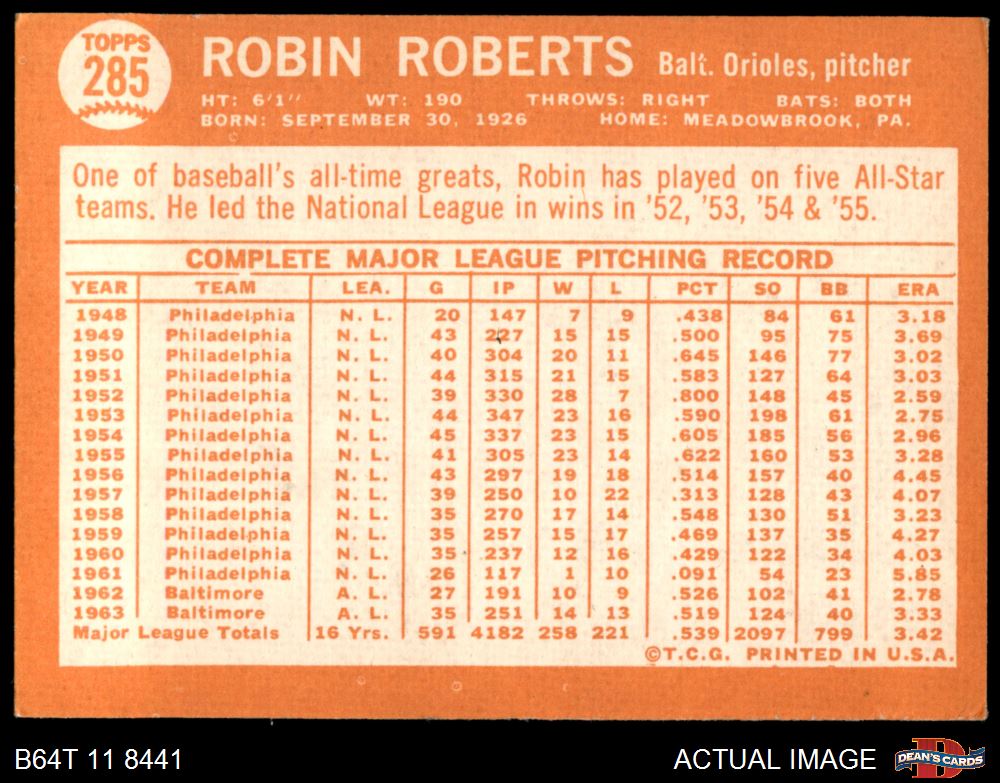 TOPPS
285
ROBIN ROBERTS Balt. Orioles, pitcher
HT: 6'1" WT: 190 THROWS: RIGHT BATS: BOTH
BORN: SEPTEMBER 30, 1926 HOME: MEADOWBROOK, PA.
One of baseball's all-time greats, Robin has played on five All-Star
teams. He led the National League in wins in '52, '53, '54 & '55.
COMPLETE MAJOR LEAGUE PITCHING RECORD
YEAR TEAM LEA. G IP W L PCT SO BB ERA
1948 Philadelphia N. L. 20 147 7 9 .438 84 61 3.18
1949 Philadelphia N. L. 43 227 15 15 .500 95 75 3.69
1950 Philadelphia N. L. 40 304 20 11 .645 146 77 3.02
1951 Philadelphia N. L. 44 315 21 15 .583 127 64 3.03
1952 Philadelphia N. L. 39 330 28 7 .800 148 45 2.59
1953 Philadelphia N. L. 44 347 23 16 .590 198 61 2.75
1954 Philadelphia N. L. 45 337 23 15 .605 185 56 2.96
1955 Philadelphia N. L. 41 305 23 14 .622 160 53 3.28
1956 Philadelphia N. L. 43 297 19 18 .514 157 40 4.45
1957 Philadelphia N. L. 39 250 10 22 .313 128 43 4.07
1958 Philadelphia N. L. 35 270 17 14 .548 130 51 3.23
1959 Philadelphia N. L. 35 257 15 17 .469 137 35 4.27
1960 Philadelphia N. L. 35 237 12 16 .429 122 34 4.03
1961 Philadelphia N. L. 26 117 1 10 .091 54 23 5.85
1962 Baltimore A. L. 27 191 10 9 .526 102 41 2.78
1963 Baltimore A. L. 35 251 14 13 .519 124 40 3.33
Major League Totals 16 Yrs. 591 4182 258 221 .539 2097 799 3.42
©T.C.G. PRINTED IN U.S.A.
B64T 11 8441 ACTUAL IMAGE D DEAN'S CARDS